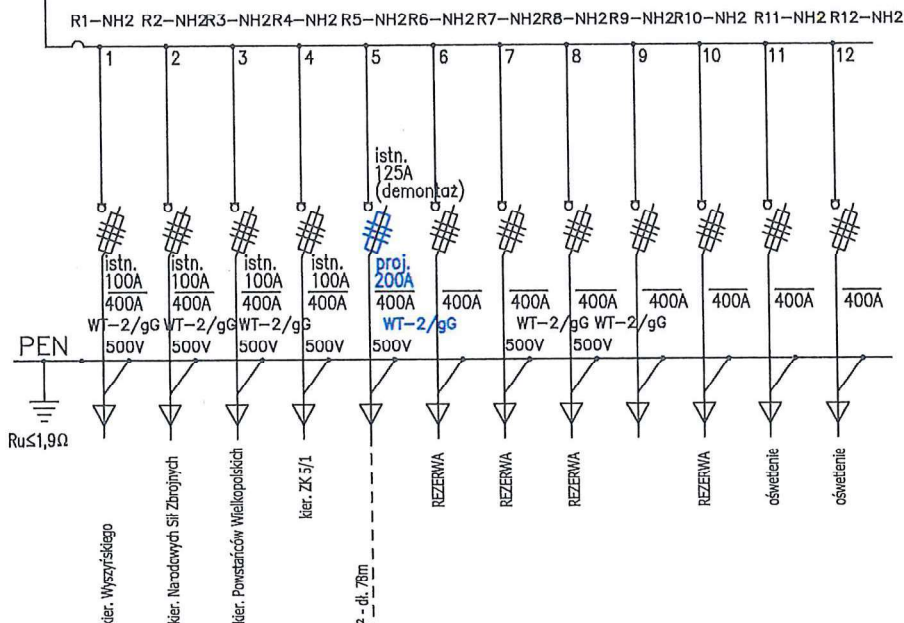 R1-NH2 R2-NH2 R3-NH2 R4-NH2 R5-NH2 R6-NH2 R7-NH2 R8-NH2 R9-NH2 R10-NH2 R11-NH2 R12-NH2
1 2 3 4 5 6 7 8 9 10 11 12
istn.
125A
(demontaż)
istn. istn. istn. istn. proj.
100A 100A 100A 100A 200A
400A 400A 400A 400A 400A 400A 400A 400A 400A 400A 400A 400A
WT-2/gG WT-2/gG WT-2/gG WT-2/gG WT-2/gG WT-2/gG
PEN 500V 500V 500V 500V 500V 500V 500V
Ru≤1,9Ω
kier. Wyszyńskiego
kier. Narodowych Sił Zbrojnych
kier. Powstańców Wielkopolskich
kier. ZK 5/1
² - dł. 78m
REZERWA
REZERWA
REZERWA
REZERWA
oświetlenie
oświetlenie